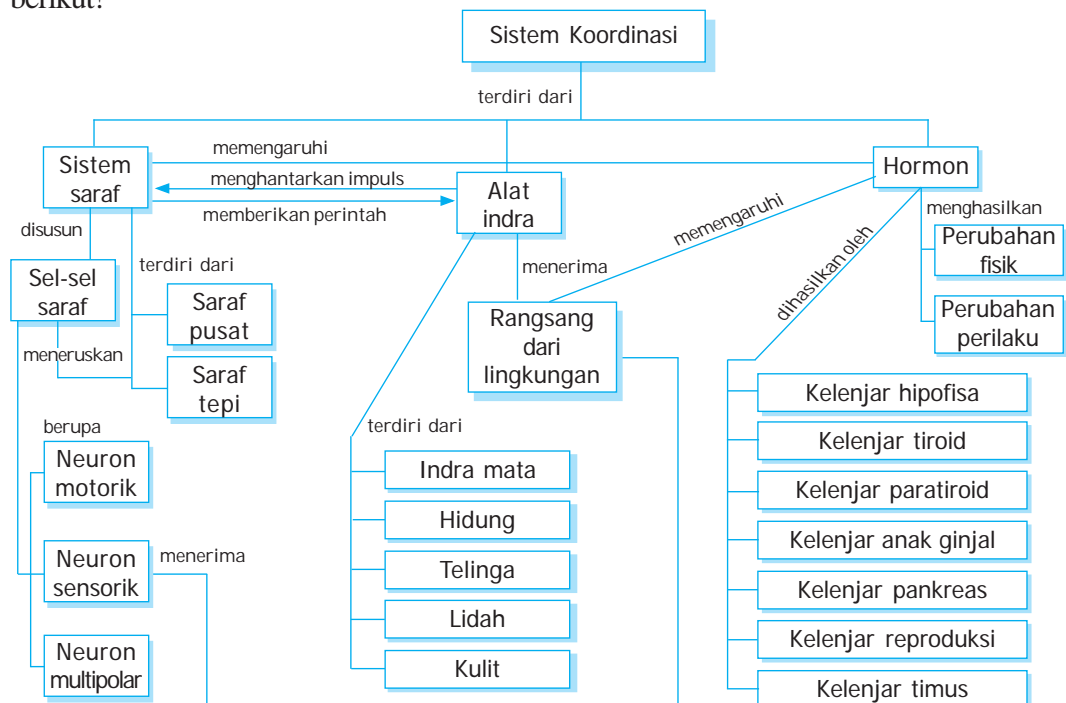 berikut!
Sistem Koordinasi
terdiri dari
Sistem
saraf
memengaruhi
menghantarkan impuls
memberikan perintah
Alat
indra
Hormon
disusun
terdiri dari
Sel-sel
saraf
meneruskan
Saraf
pusat
Saraf
tepi
berupa
Neuron
motorik
Neuron
sensorik
menerima
Neuron
multipolar
menerima
Rangsang
dari
lingkungan
memengaruhi
terdiri dari
Indra mata
Hidung
Telinga
Lidah
Kulit
menghasilkan
Perubahan
fisik
Perubahan
perilaku
dihasilkan oleh
Kelenjar hipofisa
Kelenjar tiroid
Kelenjar paratiroid
Kelenjar anak ginjal
Kelenjar pankreas
Kelenjar reproduksi
Kelenjar timus